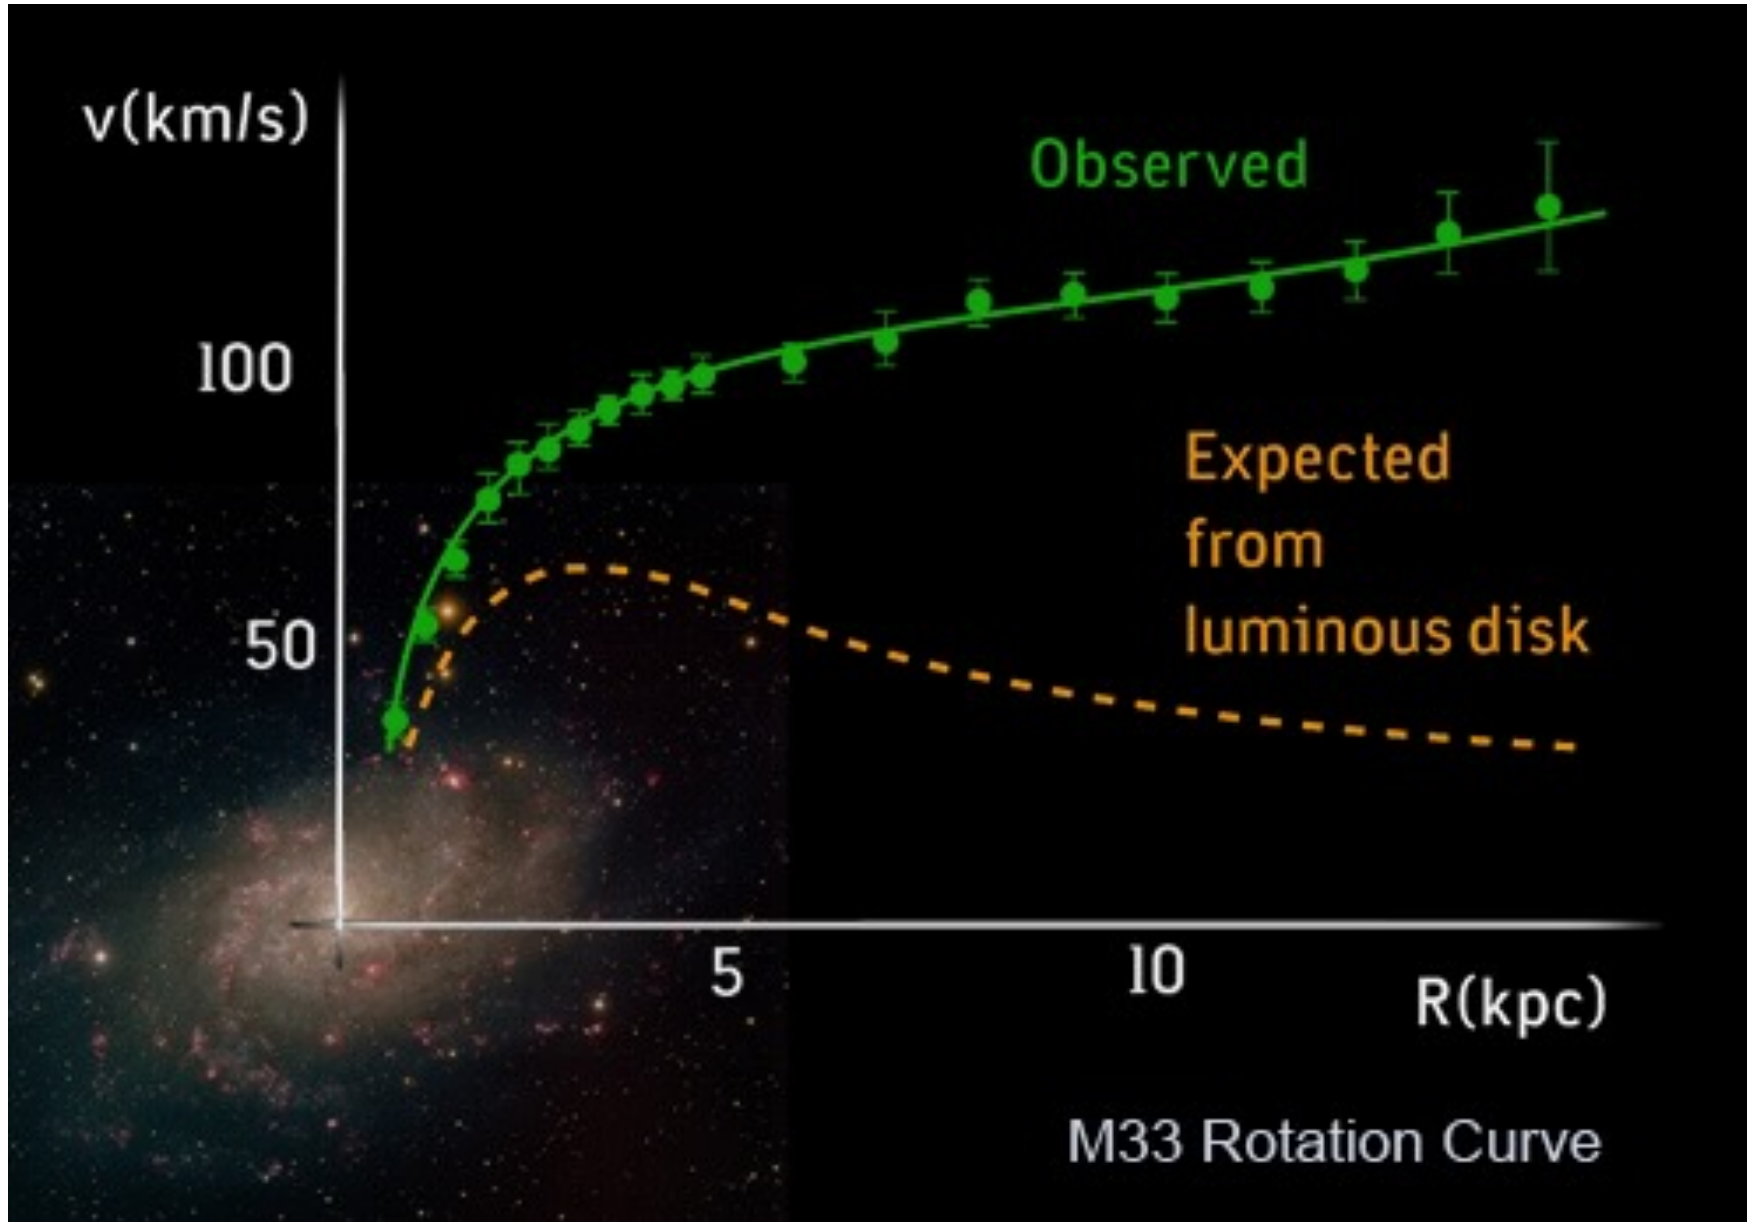 v(km/s)
Observed
100
Expected
from
luminous disk
50
5
10
R(kpc)
M33 Rotation Curve